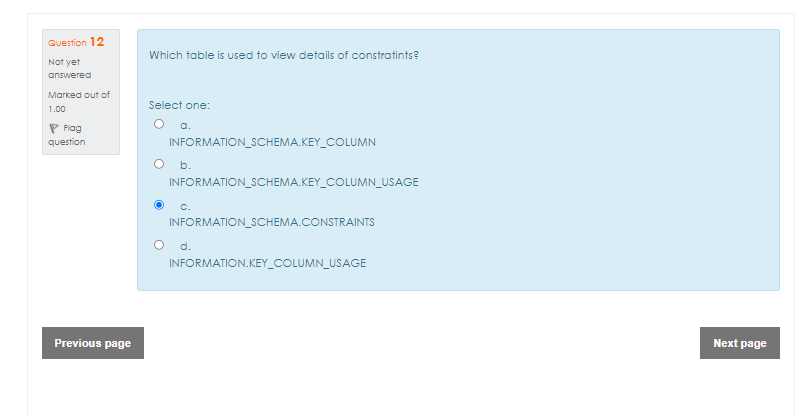 Question 12
Not yet
answered
Marked out of
1.00
Flag
question
Which table is used to view details of constratints?
Select one:
a.
INFORMATION_SCHEMA.KEY_COLUMN
b.
INFORMATION_SCHEMA.KEY_COLUMN_USAGE
c.
INFORMATION_SCHEMA.CONSTRAINTS
d.
INFORMATION.KEY_COLUMN_USAGE
Previous page
Next page